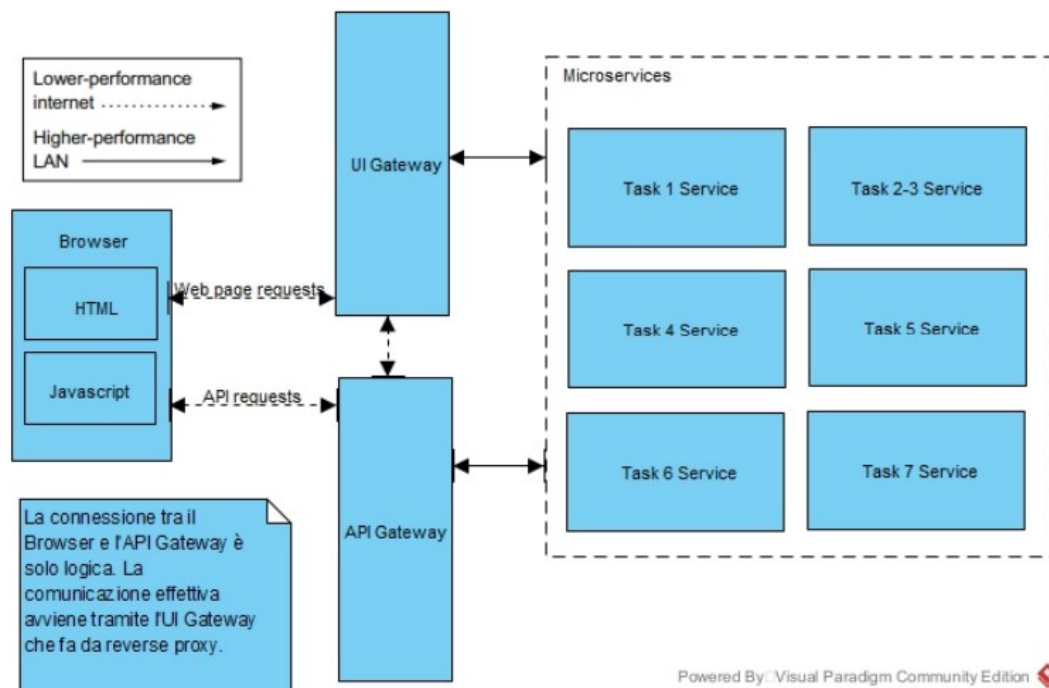 Lower-performance
internet
Higher-performance
LAN
UI Gateway
Microservices
Task 1 Service
Task 2-3 Service
Browser
HTML
Web page requests
Task 4 Service
Task 5 Service
Javascript
API requests
Task 6 Service
Task 7 Service
API Gateway
La connessione tra il
Browser e l'API Gateway è
solo logica. La
comunicazione effettiva
avviene tramite l'UI Gateway
che fa da reverse proxy.
Powered By Visual Paradigm Community Edition